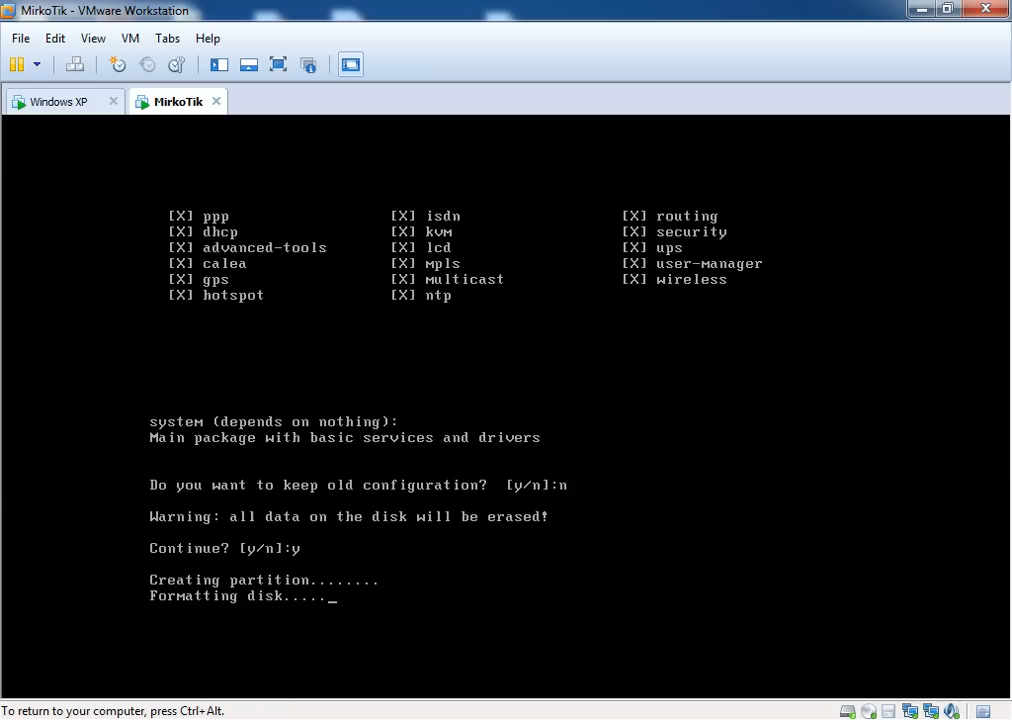 MirkoTik - VMware Workstation
File Edit View VM Tabs Help
Windows XP MirkoTik
[X] ppp [X] isdn [X] routing
[X] dhcp [X] kvm [X] security
[X] advanced-tools [X] lcd [X] ups
[X] calea [X] mpls [X] user-manager
[X] gps [X] multicast [X] wireless
[X] hotspot [X] ntp
system (depends on nothing):
Main package with basic services and drivers
Do you want to keep old configuration? [y/n]:n
Warning: all data on the disk will be erased!
Continue? [y/n]:y
Creating partition........
Formatting disk....._
To return to your computer, press Ctrl+Alt.